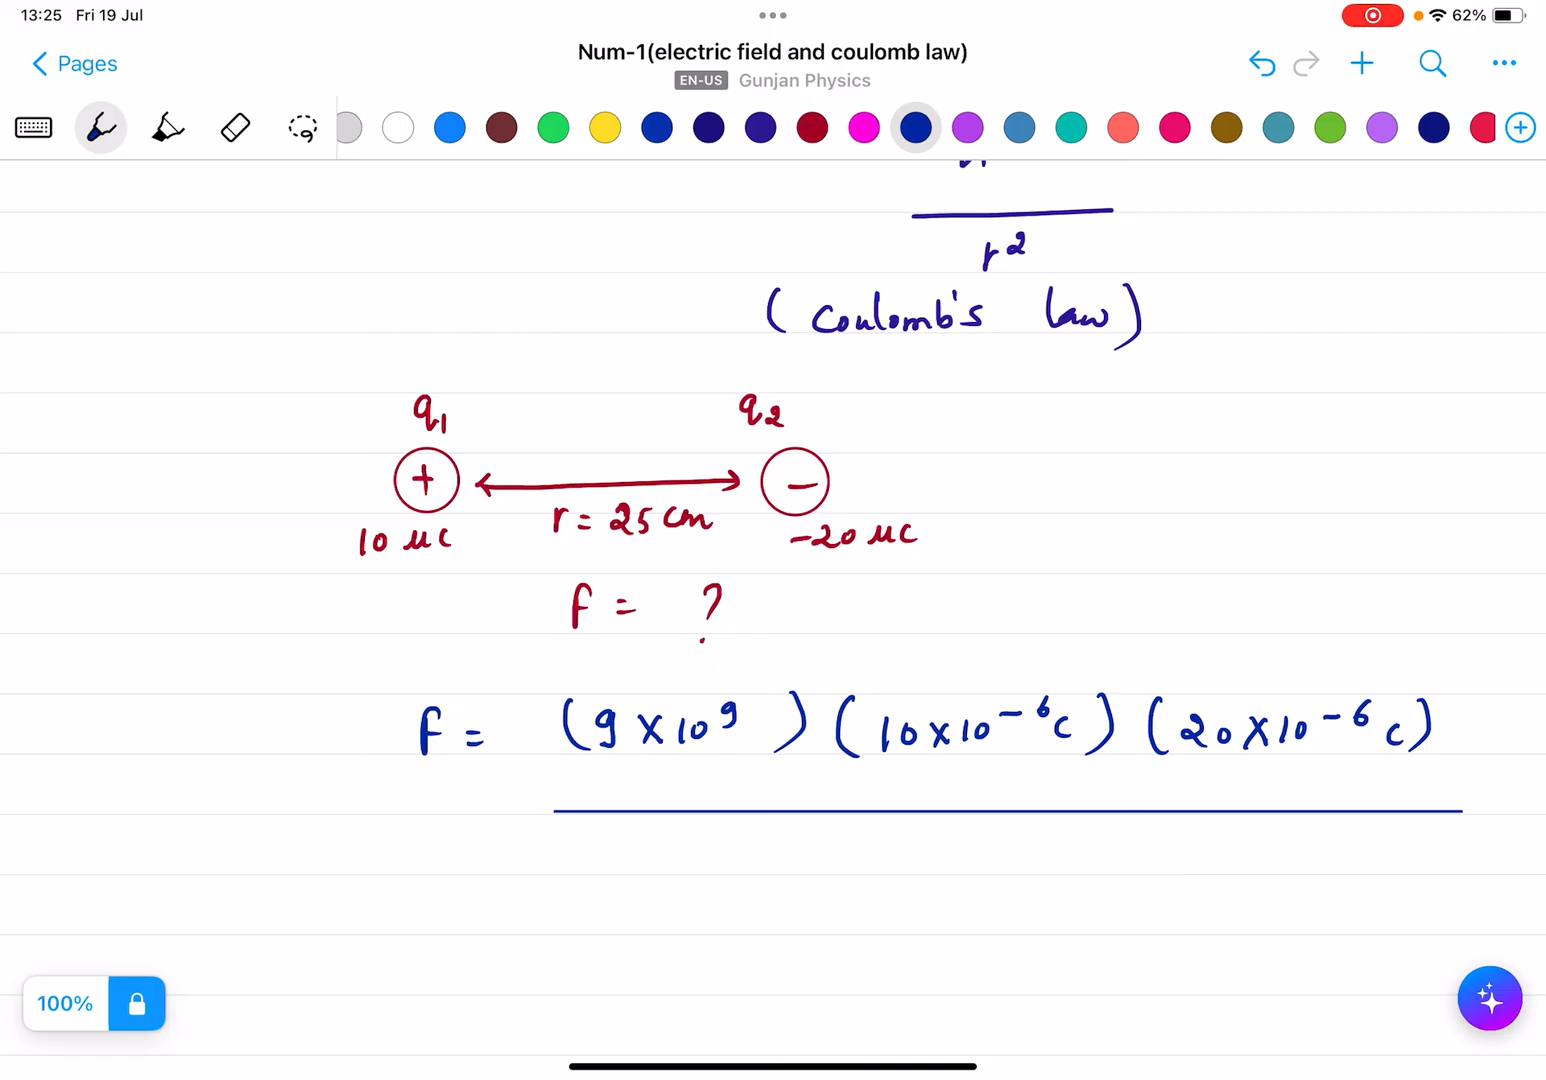 13:25 Fri 19 Jul
62%
Pages
Num-1(electric field and coulomb law)
EN-US Gunjan Physics
r²
(Coulomb's law)
q₁ q₂
+ −
r = 25 cm
10 μC −20 μC
F = ?
F = (9 × 10⁹ ) (10 × 10⁻⁶ C) (20 × 10⁻⁶ C)
100%